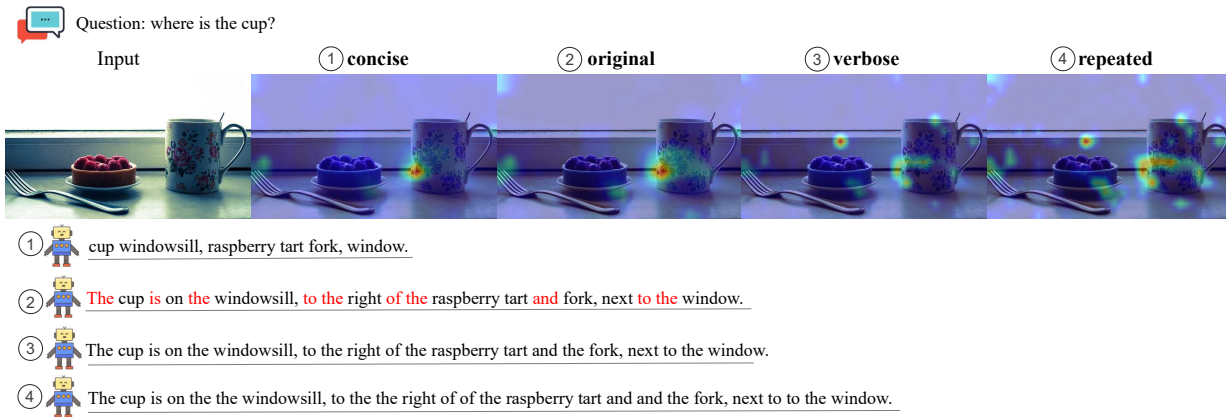 Question: where is the cup?
Input 1 concise 2 original 3 verbose 4 repeated
1 cup windowsill, raspberry tart fork, window.
2 The cup is on the windowsill, to the right of the raspberry tart and fork, next to the window.
3 The cup is on the windowsill, to the right of the raspberry tart and the fork, next to the window.
4 The cup is on the the windowsill, to the the right of of the raspberry tart and and the fork, next to to the window.